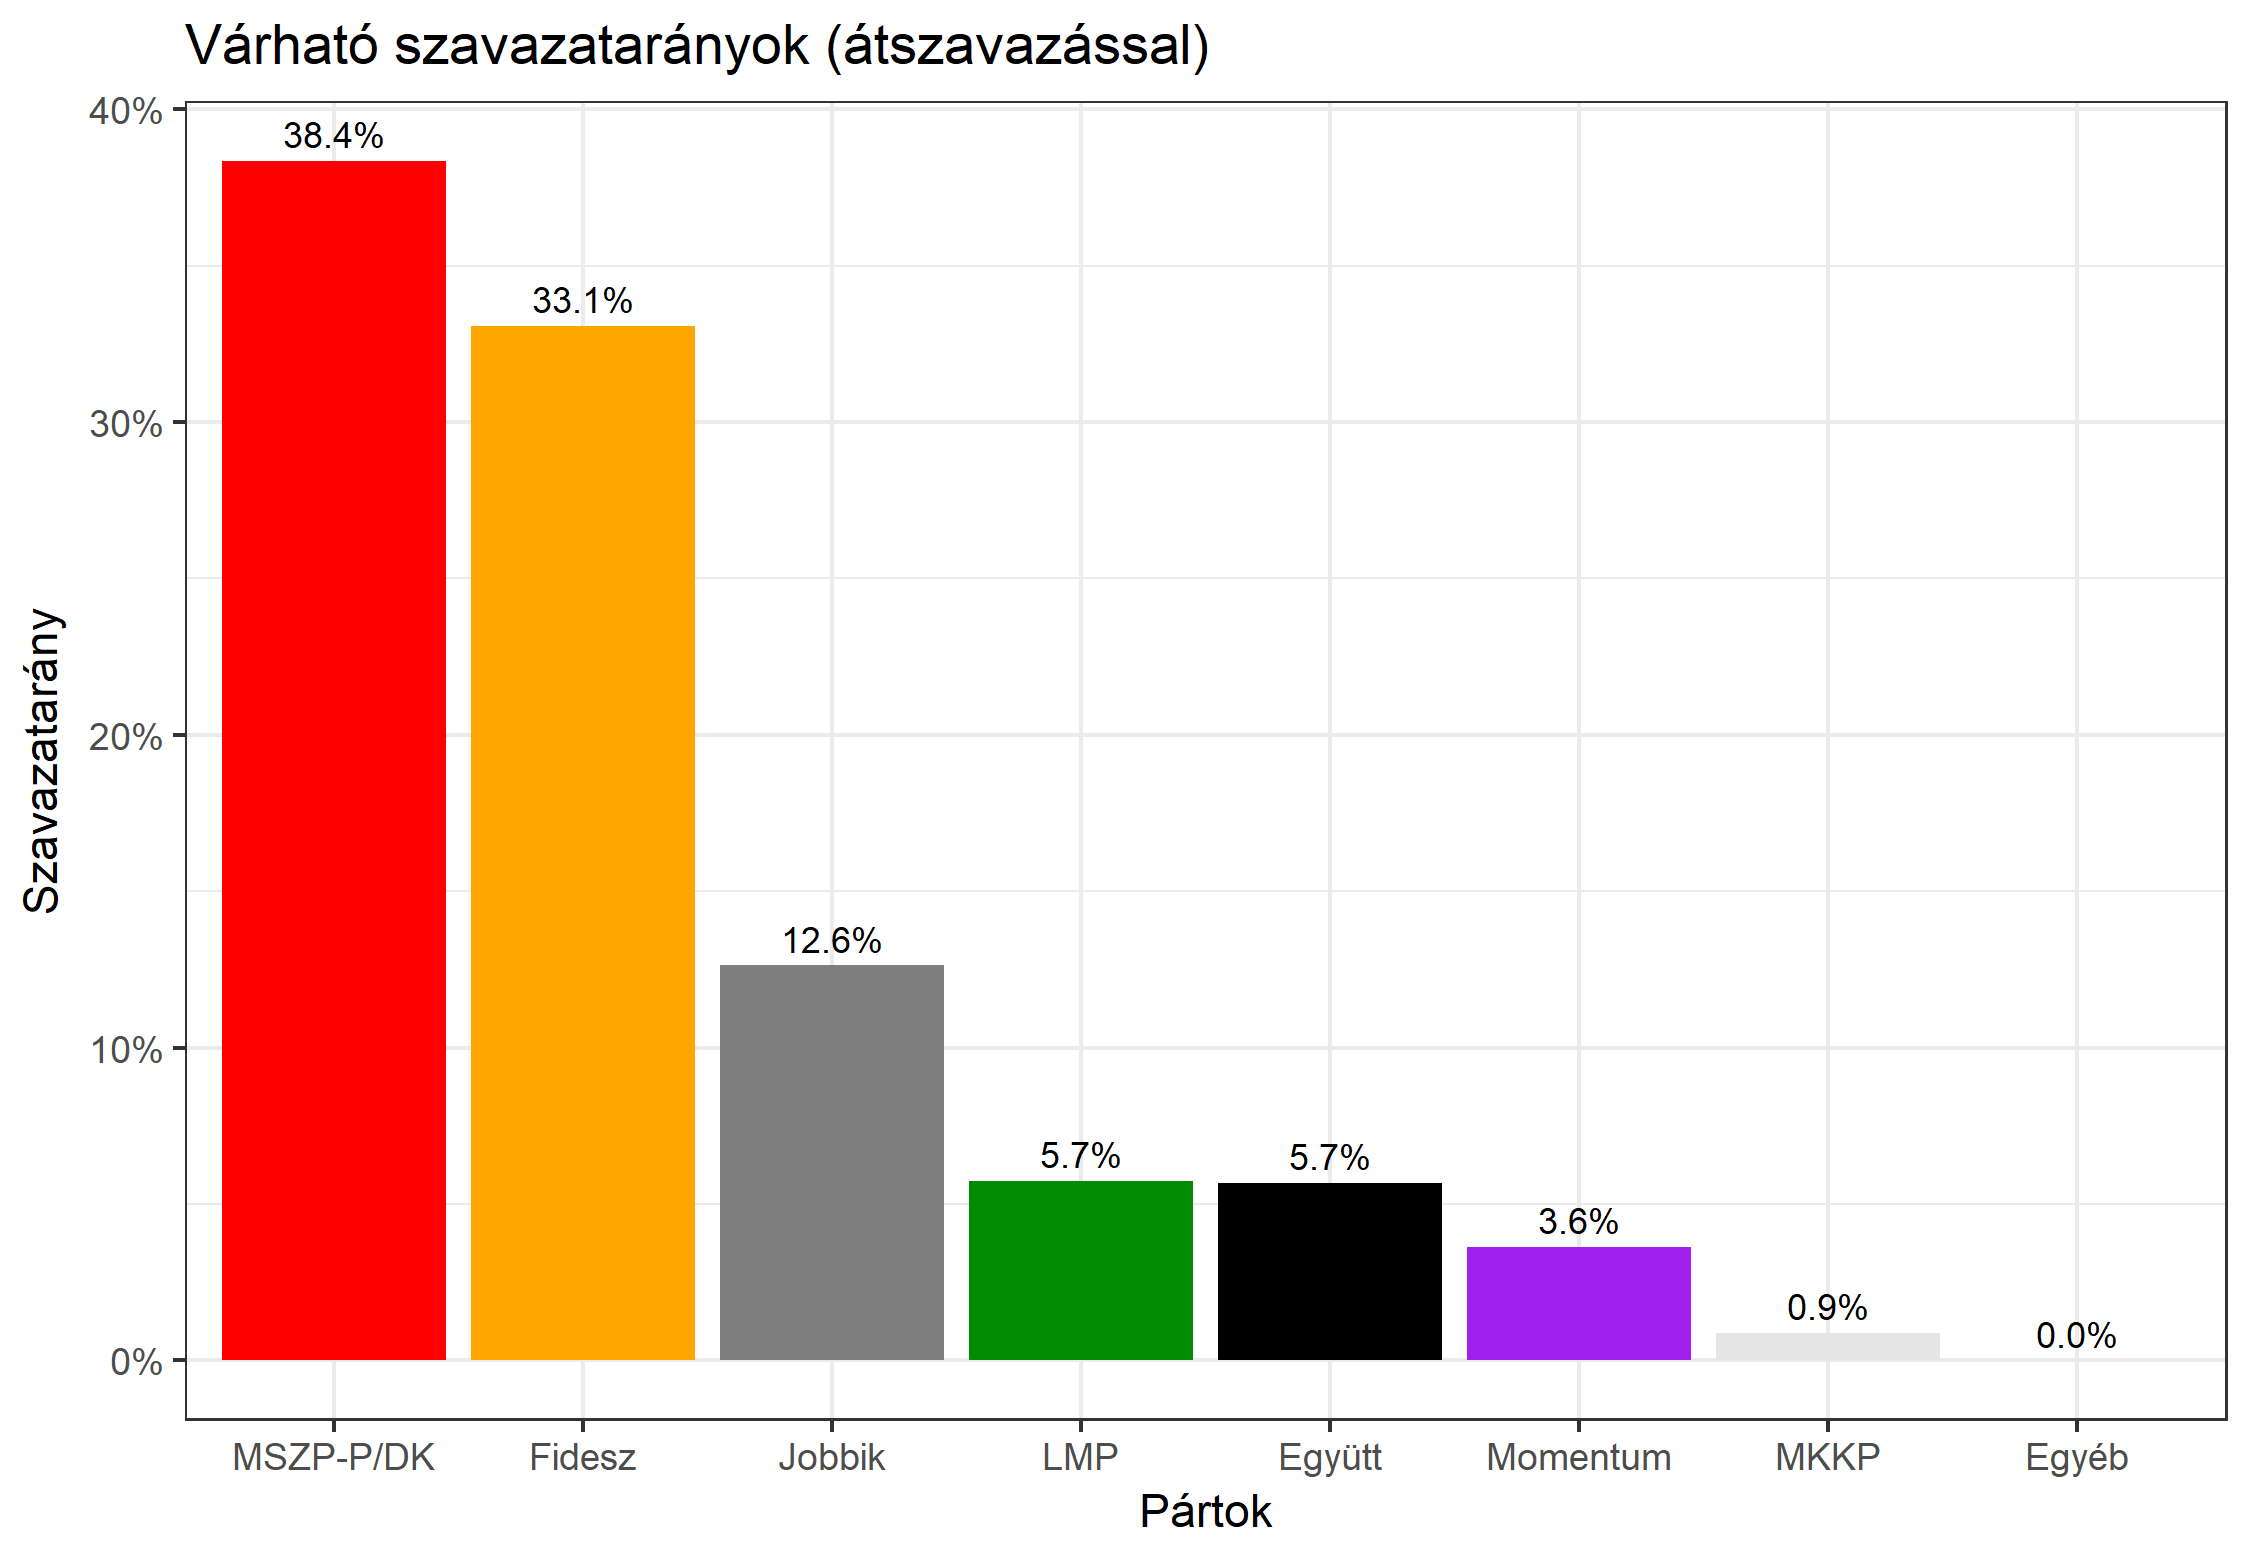 Várható szavazatarányok (átszavazással)
40%
30%
20%
10%
0%
Szavazatarány
38.4%
33.1%
12.6%
5.7%
5.7%
3.6%
0.9%
0.0%
MSZP-P/DK
Fidesz
Jobbik
LMP
Együtt
Momentum
MKKP
Egyéb
Pártok